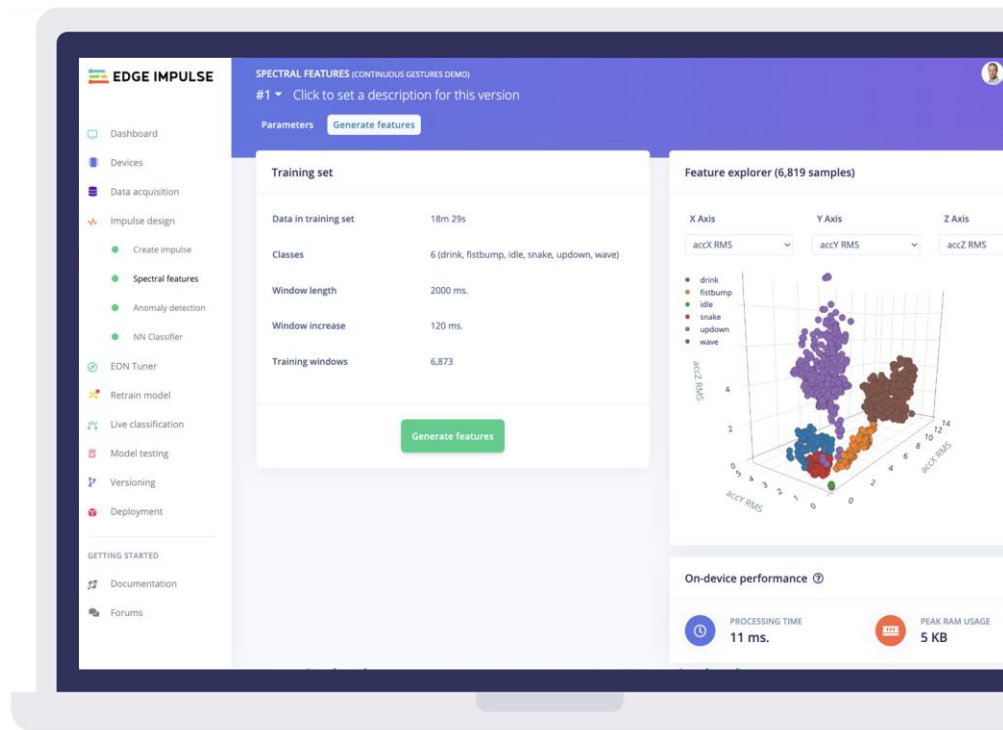 EDGE IMPULSE
Dashboard
Devices
Data acquisition
Impulse design
Create impulse
Spectral features
Anomaly detection
NN Classifier
EON Tuner
Retrain model
Live classification
Model testing
Versioning
Deployment
GETTING STARTED
Documentation
Forums
SPECTRAL FEATURES (CONTINUOUS GESTURES DEMO)
#1 Click to set a description for this version
Parameters Generate features
Training set
Data in training set 18m 29s
Classes 6 (drink, fistbump, idle, snake, updown, wave)
Window length 2000 ms.
Window increase 120 ms.
Training windows 6,873
Generate features
Feature explorer (6,819 samples)
X Axis Y Axis Z Axis
accX RMS accY RMS accZ RMS
drink
fistbump
idle
snake
updown
wave
accZ RMS
4
2
0 5 4 3 2 1 0
accY RMS
0 2 4 6 8 10 12 14
accX RMS
On-device performance
PROCESSING TIME
11 ms.
PEAK RAM USAGE
5 KB